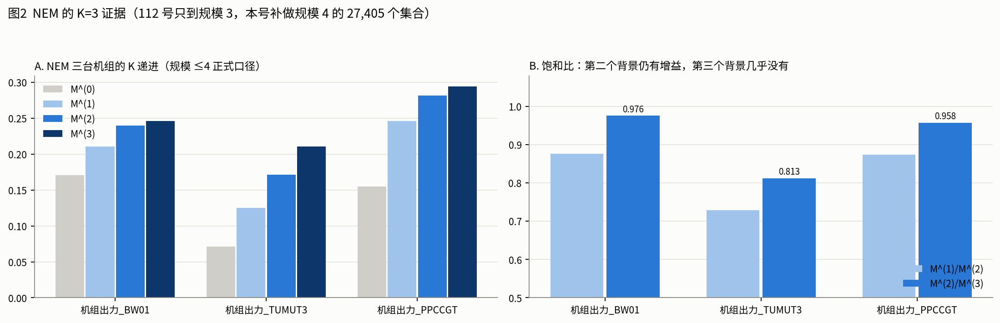 图2 NEM 的 K=3 证据（112 号只到规模 3，本号补做规模 4 的 27,405 个集合）
A. NEM 三台机组的 K 递进（规模 ≤4 正式口径）
0.30
0.25
0.20
0.15
0.10
0.05
0.00
M^(0)
M^(1)
M^(2)
M^(3)
机组出力_BW01
机组出力_TUMUT3
机组出力_PPCCGT
B. 饱和比：第二个背景仍有增益，第三个背景几乎没有
1.0
0.9
0.8
0.7
0.6
0.5
0.976
0.813
0.958
M^(1)/M^(2)
M^(2)/M^(3)
机组出力_BW01
机组出力_TUMUT3
机组出力_PPCCGT